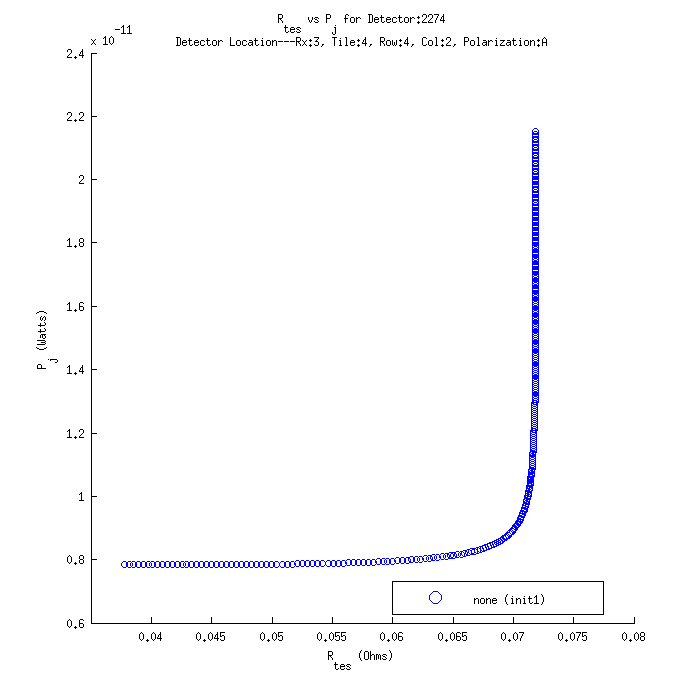 R_tes vs P_j for Detector:2274
Detector Location---Rx:3, Tile:4, Row:4, Col:2, Polarization:A
x 10^-11
2.4
2.2
2
1.8
1.6
1.4
1.2
1
0.8
0.6
P_j (Watts)
none (init1)
0.04 0.045 0.05 0.055 0.06 0.065 0.07 0.075 0.08
R_tes (Ohms)